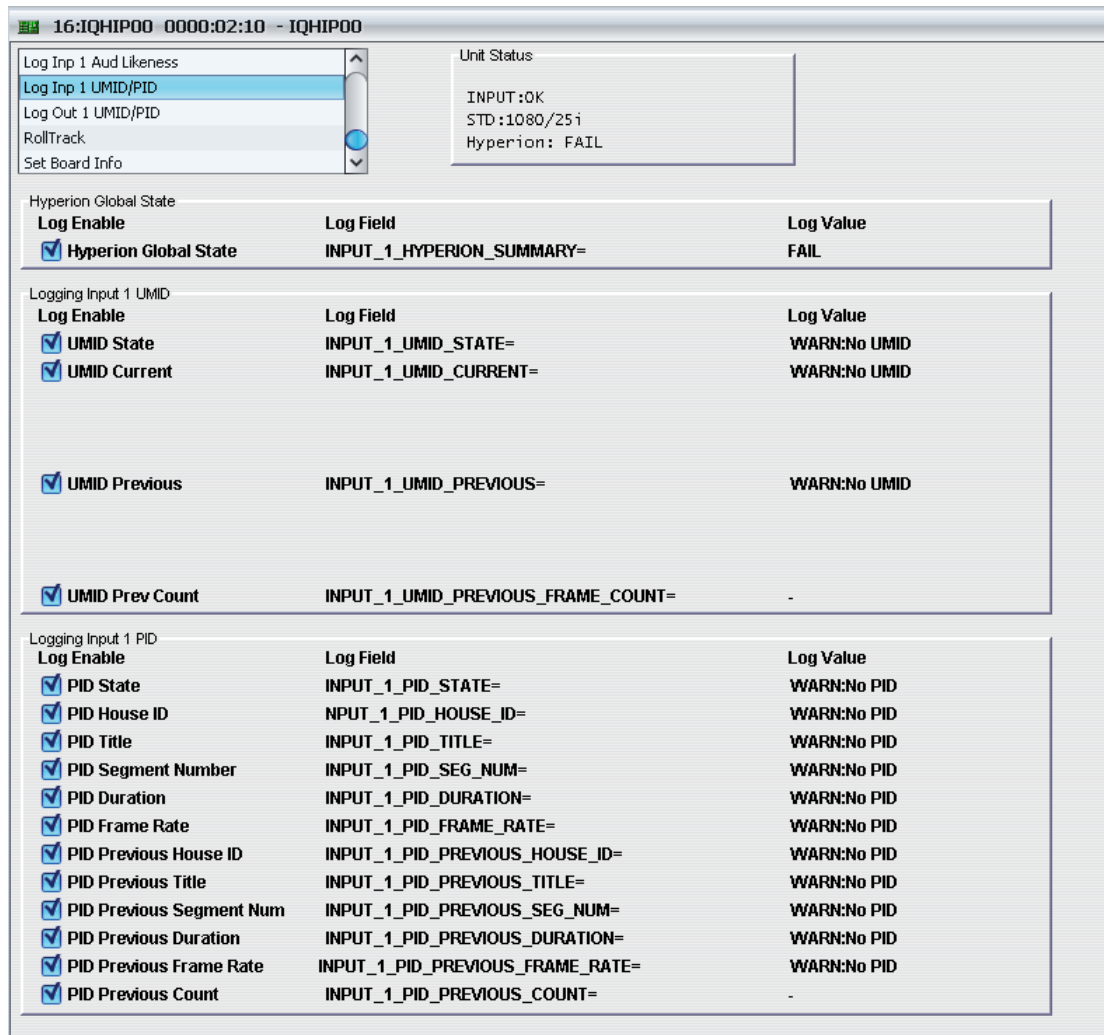 16:IQHIP00 0000:02:10 - IQHIP00
Log Inp 1 Aud Likeness
Log Inp 1 UMID/PID
Log Out 1 UMID/PID
RollTrack
Set Board Info
Unit Status
INPUT:OK
STD:1080/25i
Hyperion: FAIL
Hyperion Global State
Log Enable Log Field Log Value
Hyperion Global State INPUT_1_HYPERION_SUMMARY= FAIL
Logging Input 1 UMID
Log Enable Log Field Log Value
UMID State INPUT_1_UMID_STATE= WARN:No UMID
UMID Current INPUT_1_UMID_CURRENT= WARN:No UMID
UMID Previous INPUT_1_UMID_PREVIOUS= WARN:No UMID
UMID Prev Count INPUT_1_UMID_PREVIOUS_FRAME_COUNT= -
Logging Input 1 PID
Log Enable Log Field Log Value
PID State INPUT_1_PID_STATE= WARN:No PID
PID House ID NPUT_1_PID_HOUSE_ID= WARN:No PID
PID Title INPUT_1_PID_TITLE= WARN:No PID
PID Segment Number INPUT_1_PID_SEG_NUM= WARN:No PID
PID Duration INPUT_1_PID_DURATION= WARN:No PID
PID Frame Rate INPUT_1_PID_FRAME_RATE= WARN:No PID
PID Previous House ID INPUT_1_PID_PREVIOUS_HOUSE_ID= WARN:No PID
PID Previous Title INPUT_1_PID_PREVIOUS_TITLE= WARN:No PID
PID Previous Segment Num INPUT_1_PID_PREVIOUS_SEG_NUM= WARN:No PID
PID Previous Duration INPUT_1_PID_PREVIOUS_DURATION= WARN:No PID
PID Previous Frame Rate INPUT_1_PID_PREVIOUS_FRAME_RATE= WARN:No PID
PID Previous Count INPUT_1_PID_PREVIOUS_COUNT= -